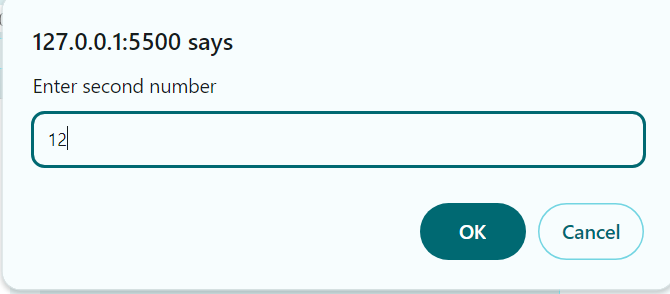 127.0.0.1:5500 says
Enter second number
12
OK
Cancel